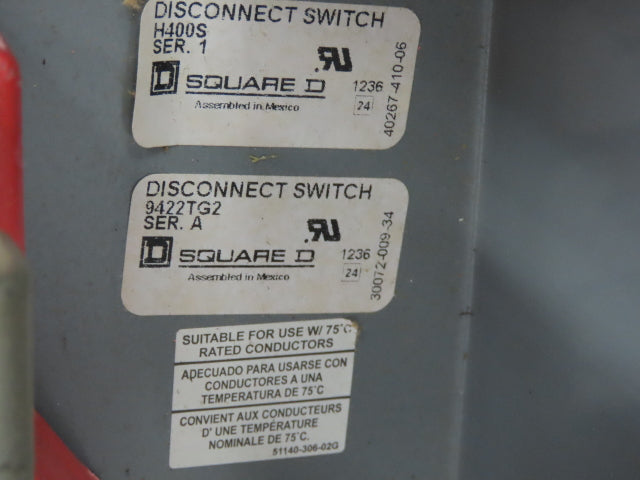 DISCONNECT SWITCH
H400S
SER. 1
D SQUARE D
Assembled in Mexico
1236
24
40267-410-06
DISCONNECT SWITCH
9422TG2
SER. A
D SQUARE D
Assembled in Mexico
1236
24
30072-009-34
SUITABLE FOR USE W/ 75°C
RATED CONDUCTORS
ADECUADO PARA USARSE CON
CONDUCTORES A UNA
TEMPERATURA DE 75°C
CONVIENT AUX CONDUCTEURS
D' UNE TEMPÉRATURE
NOMINALE DE 75°C.
51140-306-02G